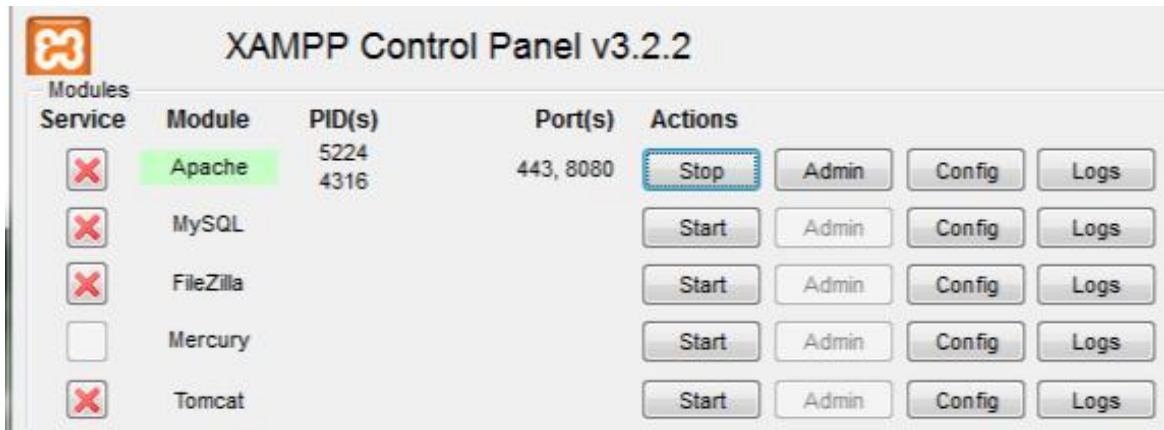 XAMPP Control Panel v3.2.2
Modules
Service Module PID(s) Port(s) Actions
Apache 5224 4316 443, 8080 Stop Admin Config Logs
MySQL Start Admin Config Logs
FileZilla Start Admin Config Logs
Mercury Start Admin Config Logs
Tomcat Start Admin Config Logs